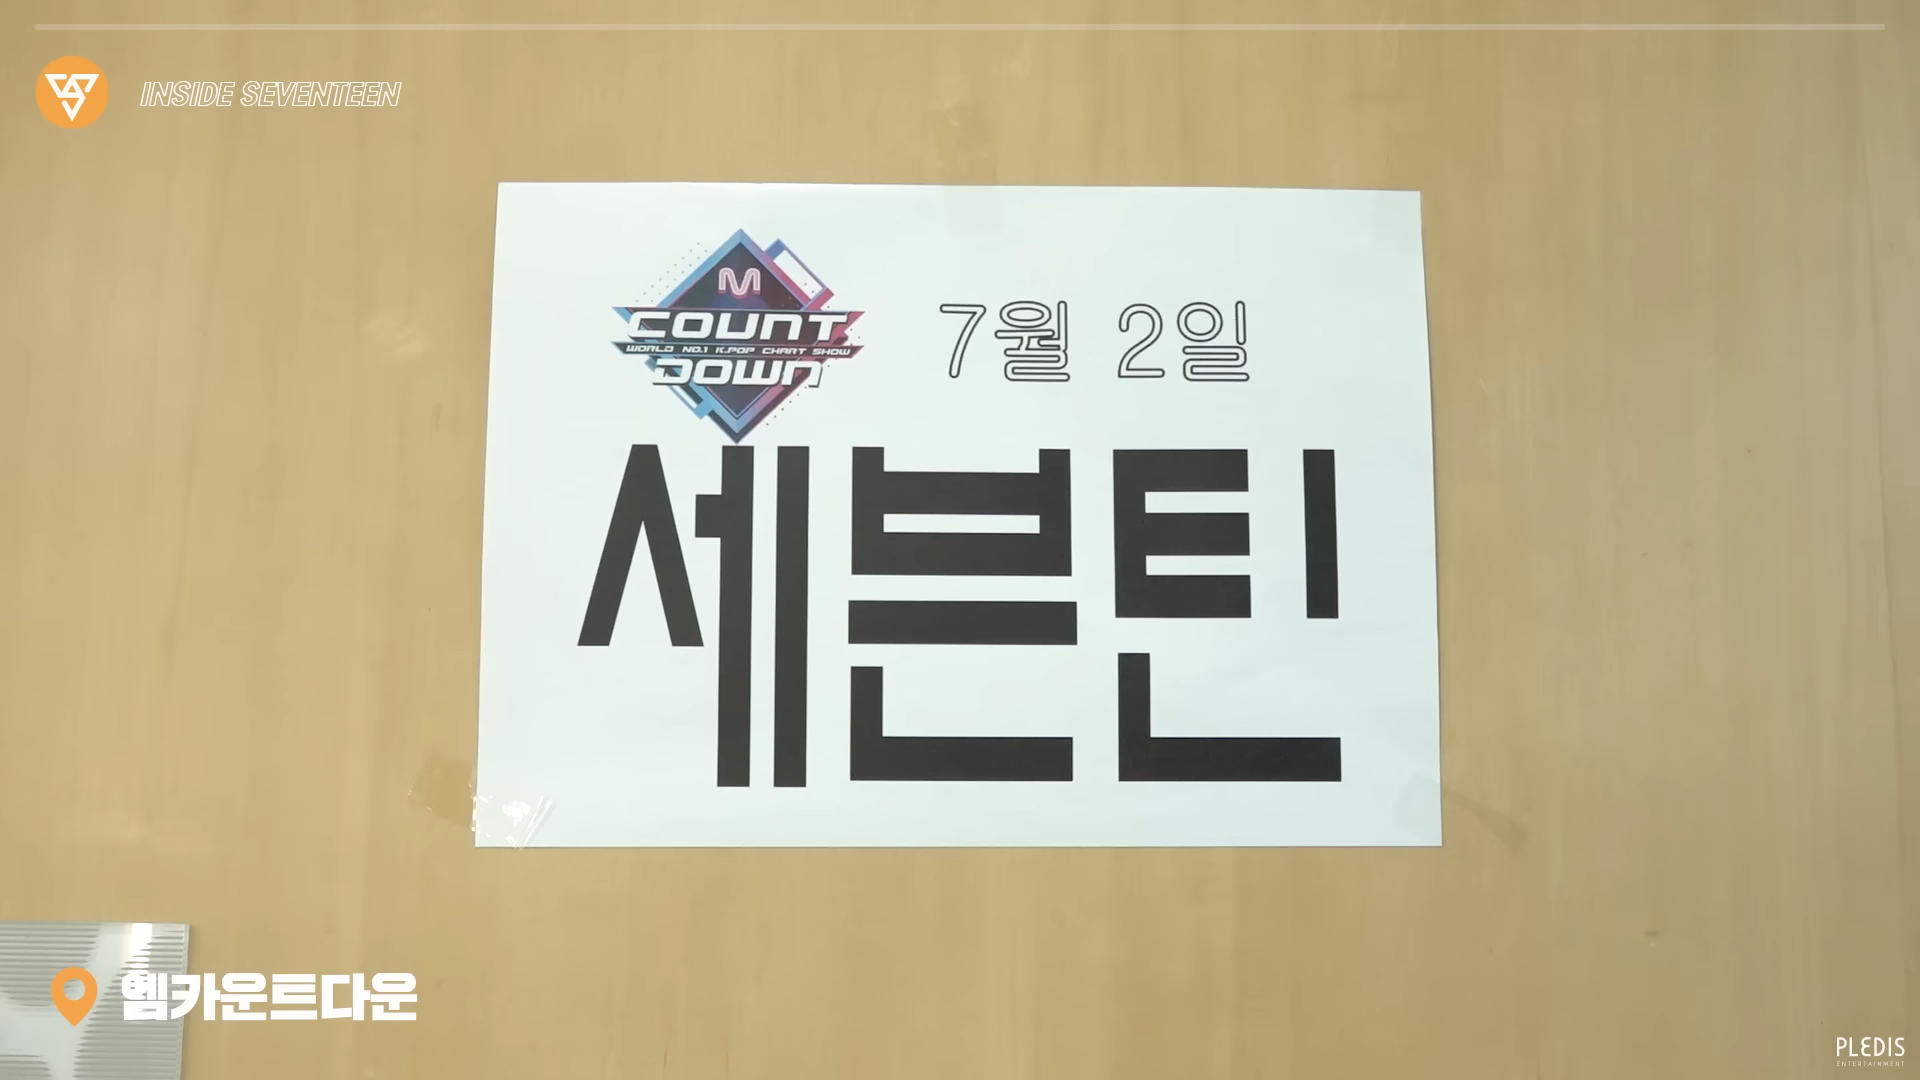 INSIDE SEVENTEEN
M
COUNT
WORLD NO.1 K.POP CHART SHOW
DOWN
7월 2일
세븐틴
엠카운트다운
PLEDIS
ENTERTAINMENT